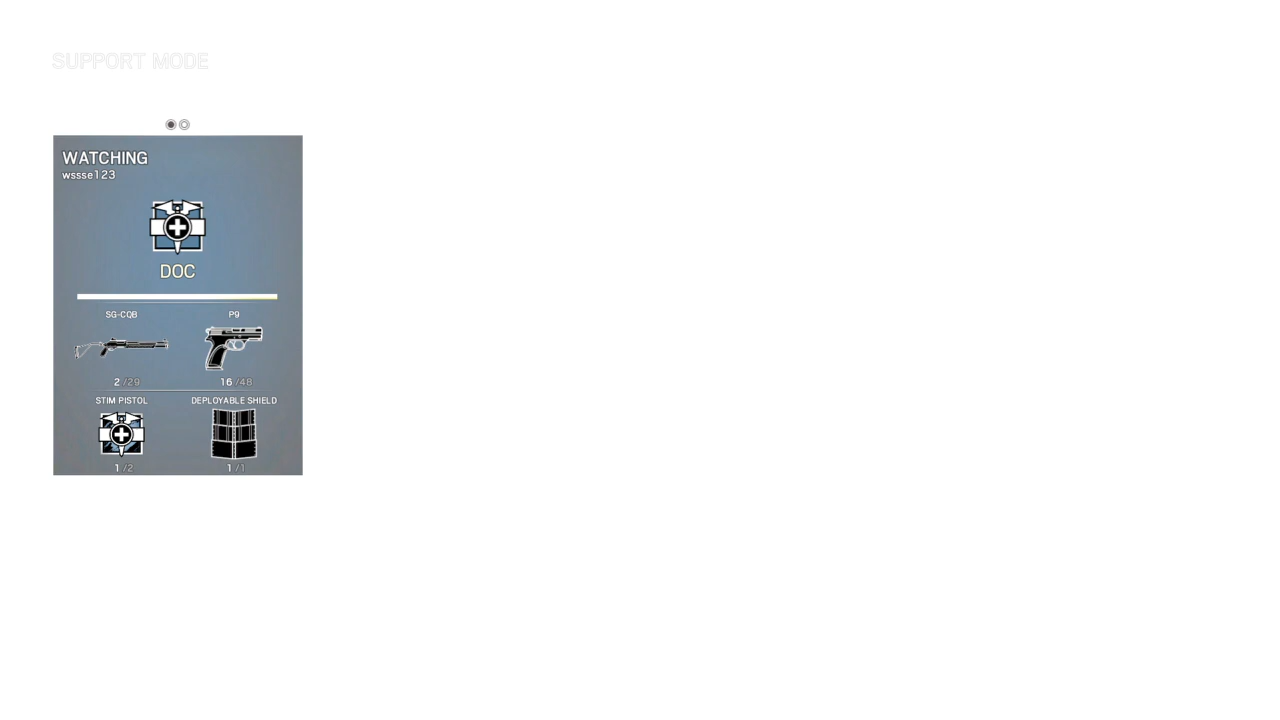 SUPPORT MODE
WATCHING
wssse123
DOC
SG-CQB P9
2 /29 16 /48
STIM PISTOL DEPLOYABLE SHIELD
1 /2 1 /1